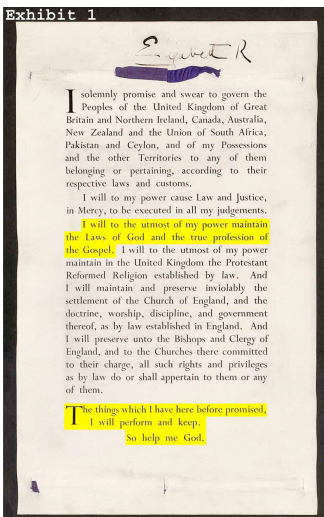 Exhibit 1
Elizabeth R
I solemnly promise and swear to govern the
Peoples of the United Kingdom of Great
Britain and Northern Ireland, Canada, Australia,
New Zealand and the Union of South Africa,
Pakistan and Ceylon, and of my Possessions
and the other Territories to any of them
belonging or pertaining, according to their
respective laws and customs.
I will to my power cause Law and Justice,
in Mercy, to be executed in all my judgements.
I will to the utmost of my power maintain
the Laws of God and the true profession of
the Gospel. I will to the utmost of my power
maintain in the United Kingdom the Protestant
Reformed Religion established by law. And
I will maintain and preserve inviolably the
settlement of the Church of England, and the
doctrine, worship, discipline, and government
thereof, as by law established in England. And
I will preserve unto the Bishops and Clergy of
England, and to the Churches there committed
to their charge, all such rights and privileges
as by law do or shall appertain to them or any
of them.
The things which I have here before promised,
I will perform and keep.
So help me God.